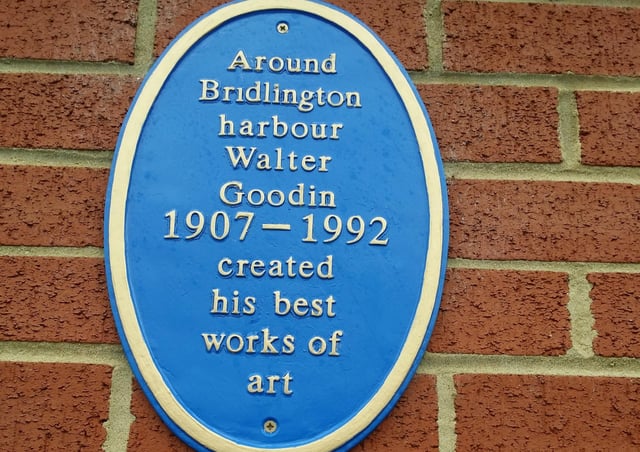 Around
Bridlington
harbour
Walter
Goodin
1907 – 1992
created
his best
works of
art